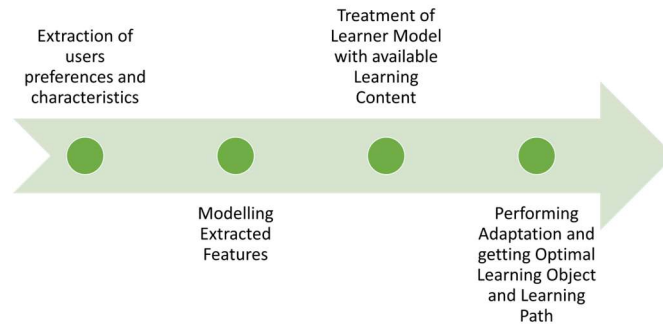 Extraction of
users
preferences and
characteristics
Modelling
Extracted
Features
Treatment of
Learner Model
with available
Learning
Content
Performing
Adaptation and
getting Optimal
Learning Object
and Learning
Path